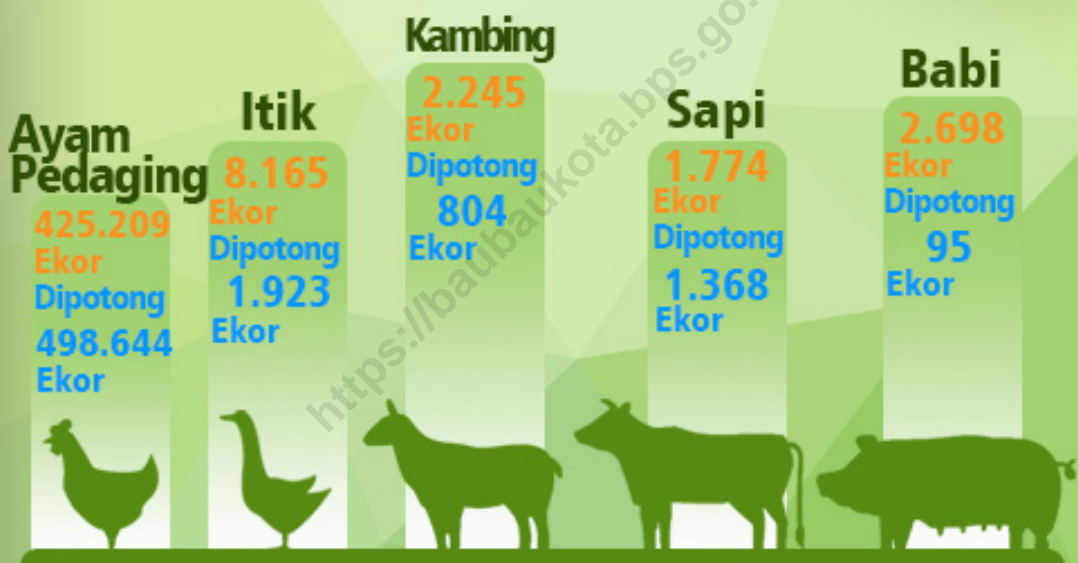 Ayam
Pedaging
425.209
Ekor
Dipotong
498.644
Ekor
Itik
8.165
Ekor
Dipotong
1.923
Ekor
Kambing
2.245
Ekor
Dipotong
804
Ekor
Sapi
1.774
Ekor
Dipotong
1.368
Ekor
Babi
2.698
Ekor
Dipotong
95
Ekor
https://baubaukota.bps.go.